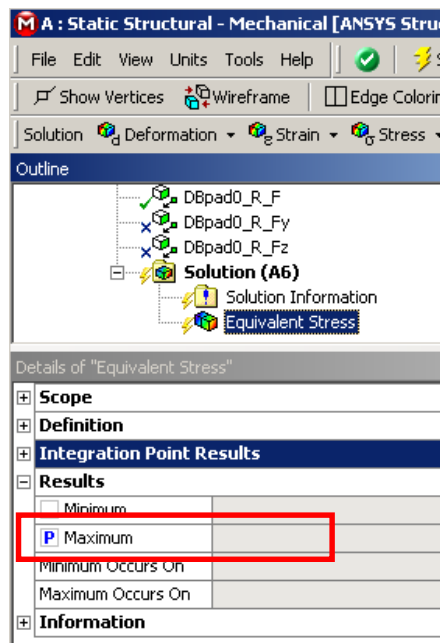 A : Static Structural - Mechanical [ANSYS Struc
File Edit View Units Tools Help
Show Vertices Wireframe Edge Colorin
Solution Deformation Strain Stress
Outline
DBpad0_R_F
DBpad0_R_Fy
DBpad0_R_Fz
Solution (A6)
Solution Information
Equivalent Stress
Details of "Equivalent Stress"
Scope
Definition
Integration Point Results
Results
Minimum
P Maximum
Minimum Occurs On
Maximum Occurs On
Information